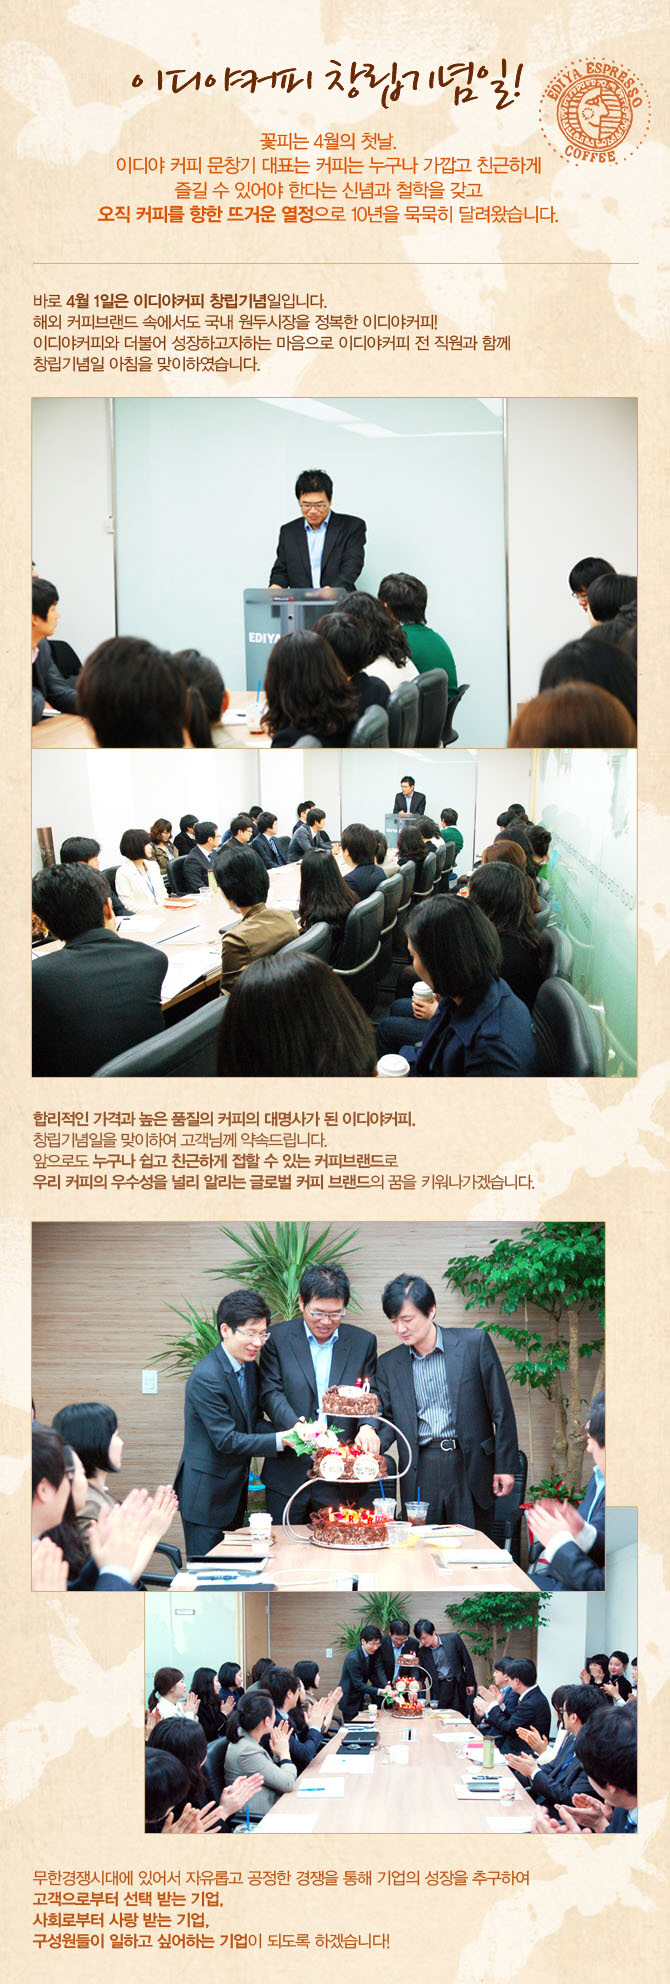 이디야커피 창립기념일!
EDIYA ESPRESSO
COFFEE
꽃피는 4월의 첫날.
이디야 커피 문창기 대표는 커피는 누구나 가깝고 친근하게
즐길 수 있어야 한다는 신념과 철학을 갖고
오직 커피를 향한 뜨거운 열정으로 10년을 묵묵히 달려왔습니다.
바로 4월 1일은 이디야커피 창립기념일입니다.
해외 커피브랜드 속에서도 국내 원두시장을 정복한 이디야커피!
이디야커피와 더불어 성장하고자하는 마음으로 이디야커피 전 직원과 함께
창립기념일 아침을 맞이하였습니다.
EDIYA
EDIYA
합리적인 가격과 높은 품질의 커피의 대명사가 된 이디야커피.
창립기념일을 맞이하여 고객님께 약속드립니다.
앞으로도 누구나 쉽고 친근하게 접할 수 있는 커피브랜드로
우리 커피의 우수성을 널리 알리는 글로벌 커피 브랜드의 꿈을 키워나가겠습니다.
무한경쟁시대에 있어서 자유롭고 공정한 경쟁을 통해 기업의 성장을 추구하여
고객으로부터 선택 받는 기업,
사회로부터 사랑 받는 기업,
구성원들이 일하고 싶어하는 기업이 되도록 하겠습니다!